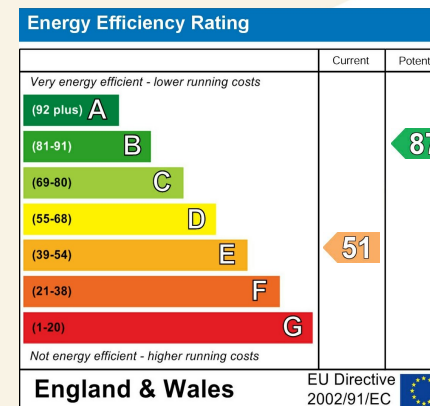 Energy Efficiency Rating
Current
Very energy efficient - lower running costs
(92 plus) A
(81-91) B
87
(69-80) C
(55-68) D
(39-54) E
51
(21-38) F
(1-20) G
Not energy efficient - higher running costs
England & Wales
EU Directive
2002/91/EC